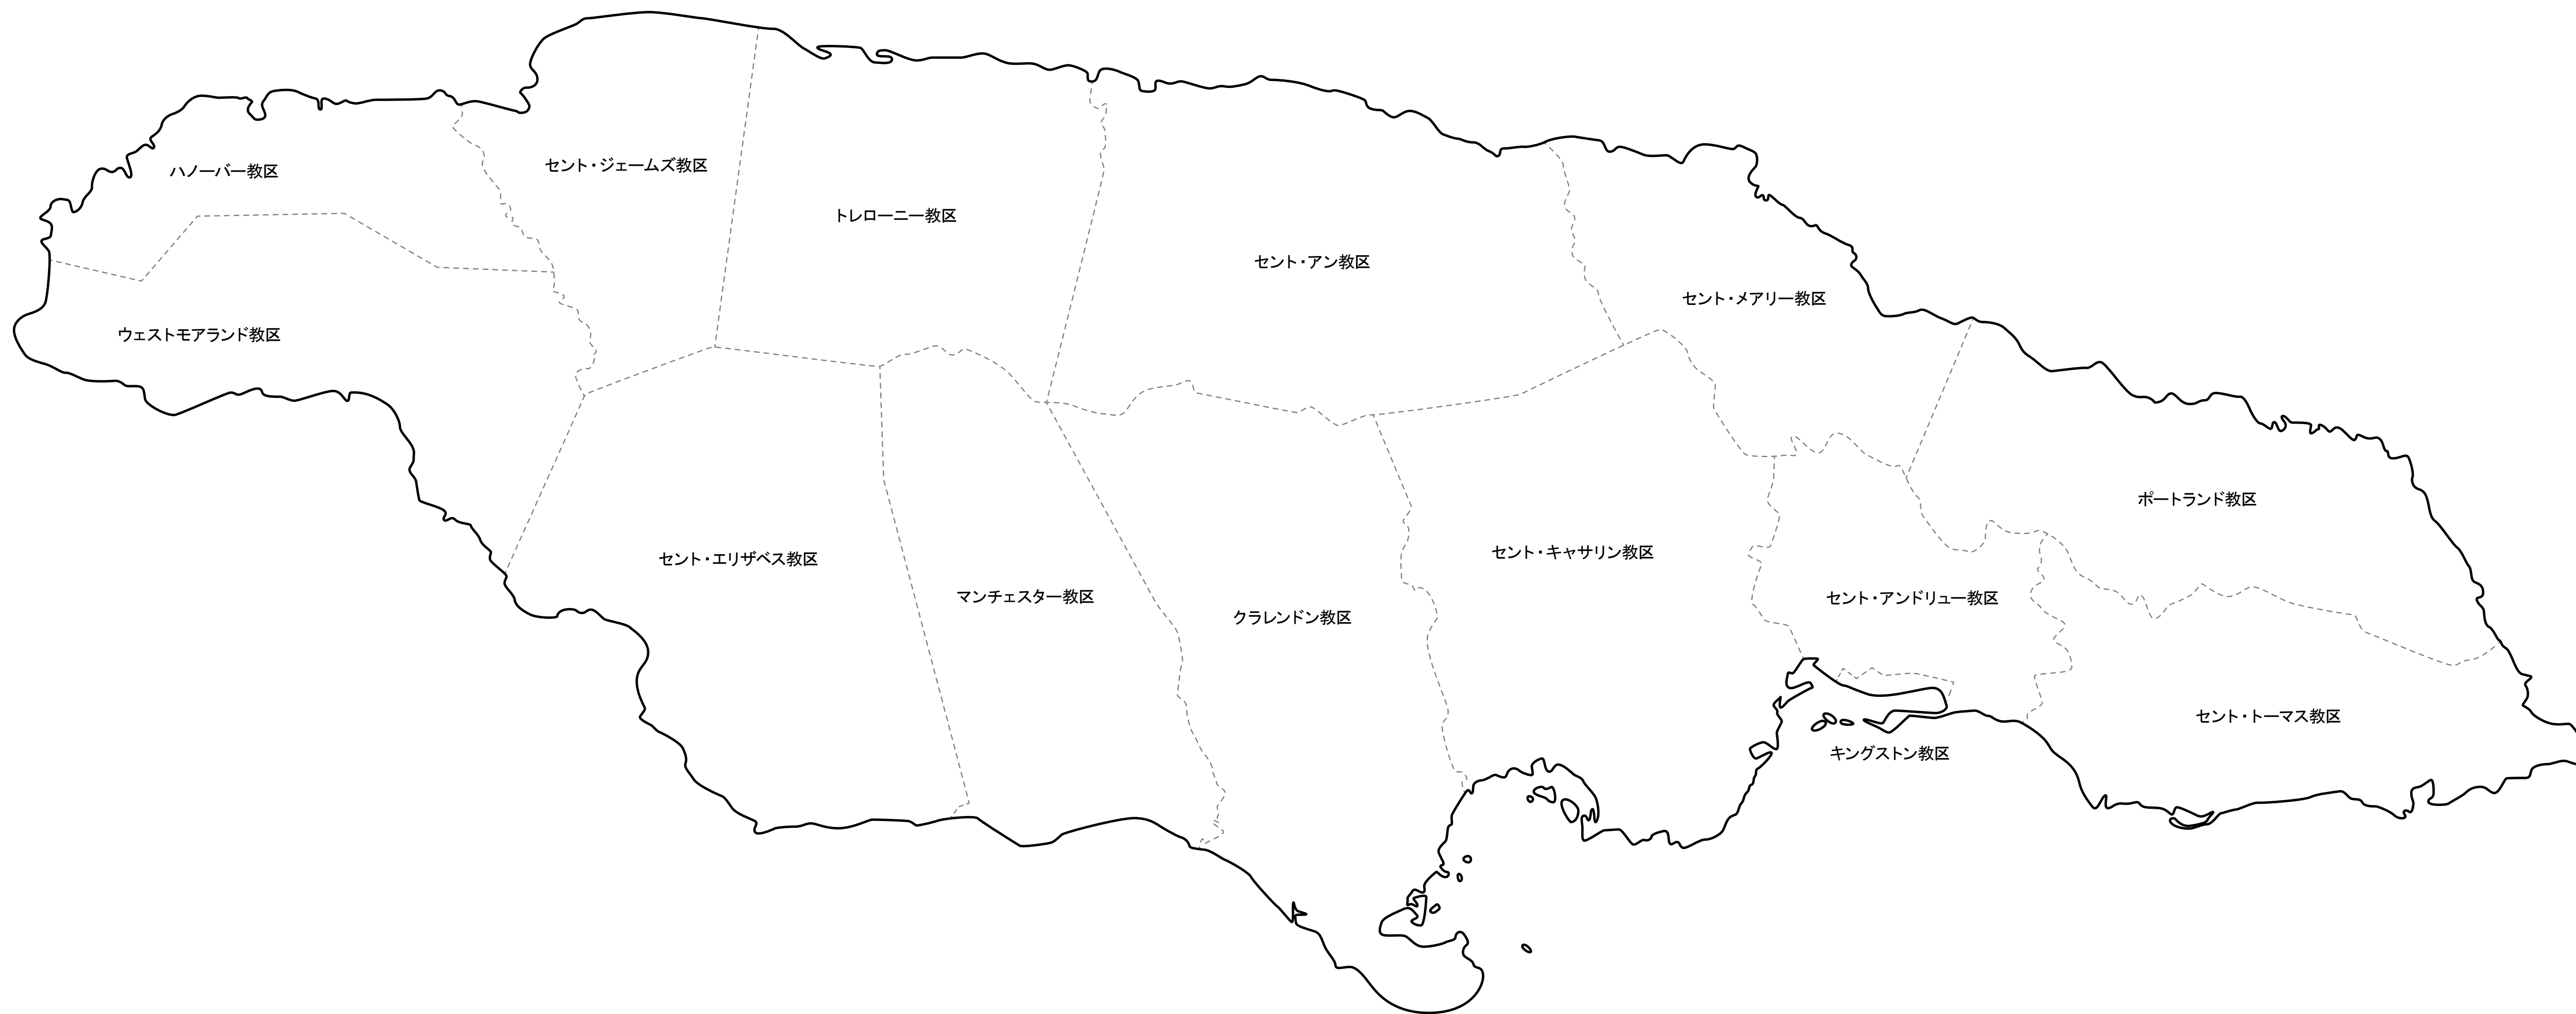 ハノーバー教区
セント・ジェームズ教区
トレローニー教区
セント・アン教区
セント・メアリー教区
ウェストモアランド教区
ポートランド教区
セント・エリザベス教区
セント・キャサリン教区
マンチェスター教区
セント・アンドリュー教区
クラレンドン教区
セント・トーマス教区
キングストン教区